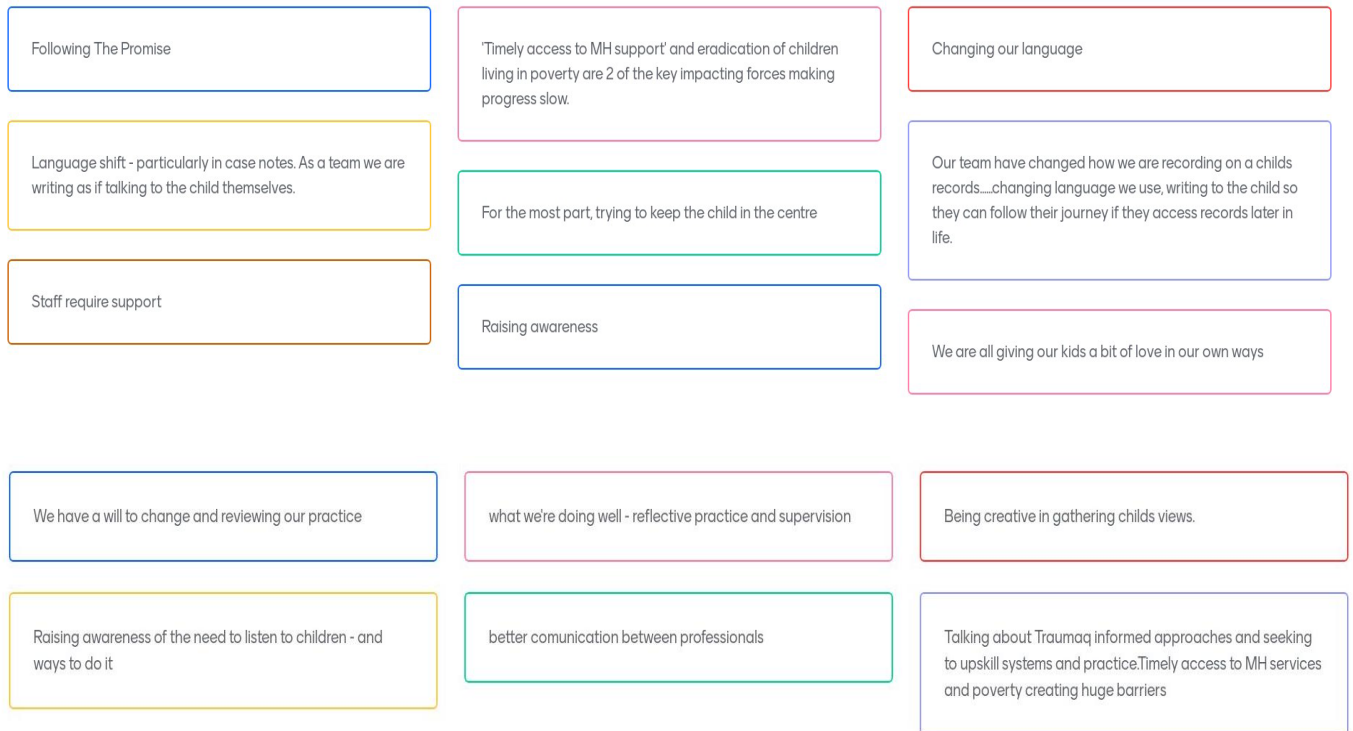 Following The Promise
Language shift - particularly in case notes. As a team we are
writing as if talking to the child themselves.
Staff require support
'Timely access to MH support' and eradication of children
living in poverty are 2 of the key impacting forces making
progress slow.
For the most part, trying to keep the child in the centre
Raising awareness
Changing our language
Our team have changed how we are recording on a childs
records......changing language we use, writing to the child so
they can follow their journey if they access records later in
life.
We are all giving our kids a bit of love in our own ways
We have a will to change and reviewing our practice
Raising awareness of the need to listen to children - and
ways to do it
what we're doing well - reflective practice and supervision
better comunication between professionals
Being creative in gathering childs views.
Talking about Traumaq informed approaches and seeking
to upskill systems and practice.Timely access to MH services
and poverty creating huge barriers